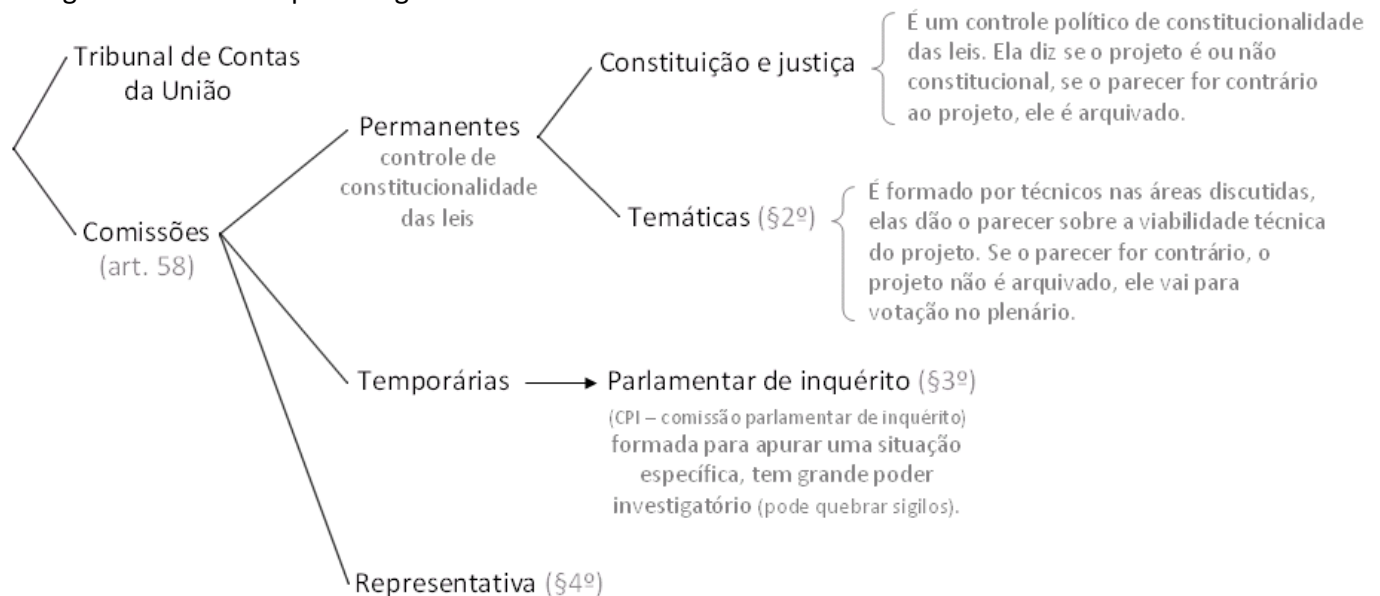 Tribunal de Contas
da União
Comissões
(art. 58)
Permanentes
controle de
constitucionalidade
das leis
Constituição e justiça
É um controle político de constitucionalidade
das leis. Ela diz se o projeto é ou não
constitucional, se o parecer for contrário
ao projeto, ele é arquivado.
Temáticas (§2º)
É formado por técnicos nas áreas discutidas,
elas dão o parecer sobre a viabilidade técnica
do projeto. Se o parecer for contrário, o
projeto não é arquivado, ele vai para
votação no plenário.
Temporárias
Parlamentar de inquérito (§3º)
(CPI – comissão parlamentar de inquérito)
formada para apurar uma situação
específica, tem grande poder
investigatório (pode quebrar sigilos).
Representativa (§4º)